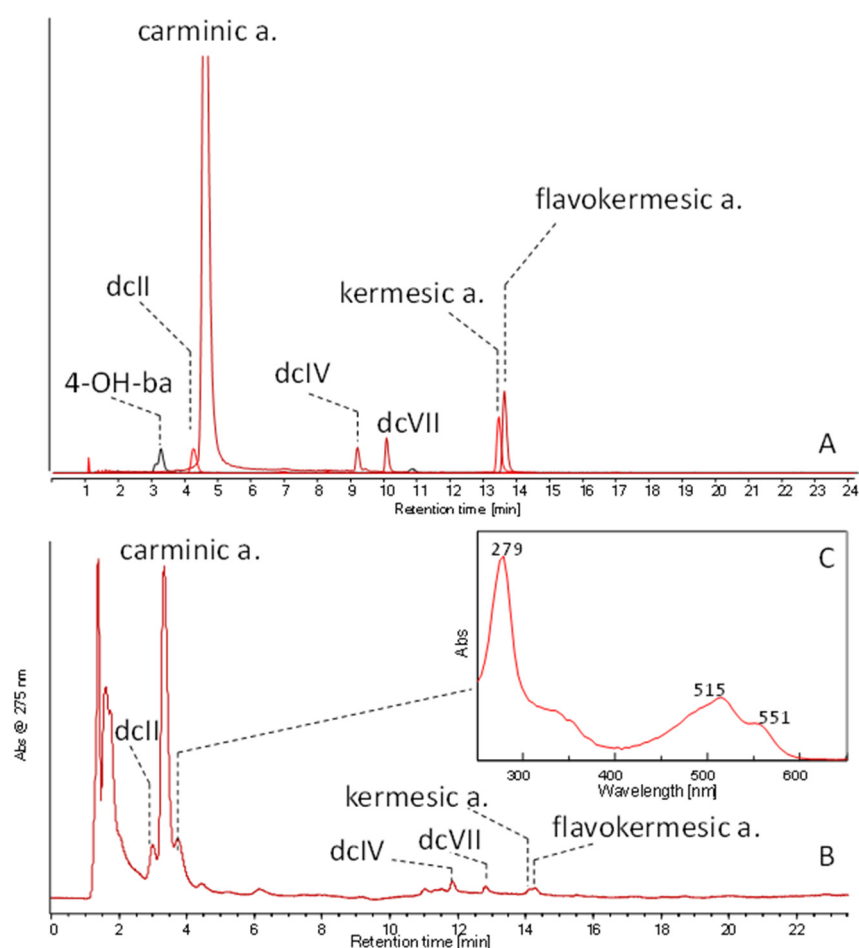 carminic a.
flavokermesic a.
kermesic a.
dcII
4-OH-ba
dcIV
dcVII
A
1 2 3 4 5 6 7 8 9 10 11 12 13 14 15 16 17 18 19 20 21 22 23 24
Retention time [min]
carminic a.
C
279
Abs
515
551
300 400 500 600
Wavelength [nm]
Abs @ 275 nm
dcII
kermesic a.
flavokermesic a.
dcVII
dcIV
B
0 2 4 6 8 10 12 14 16 18 20 22
Retention time [min]